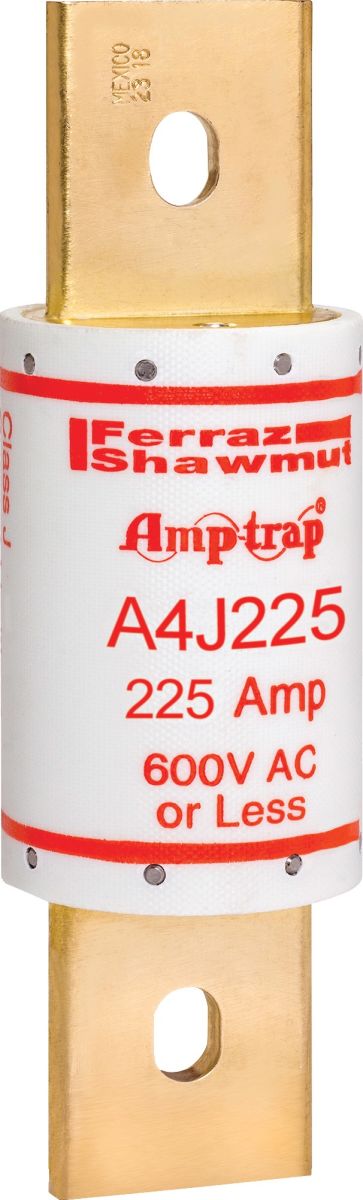 MEXICO
23 18
Ferraz
Shawmut
Amp-trap®
A4J225
225 Amp
600V AC
or Less
Class J